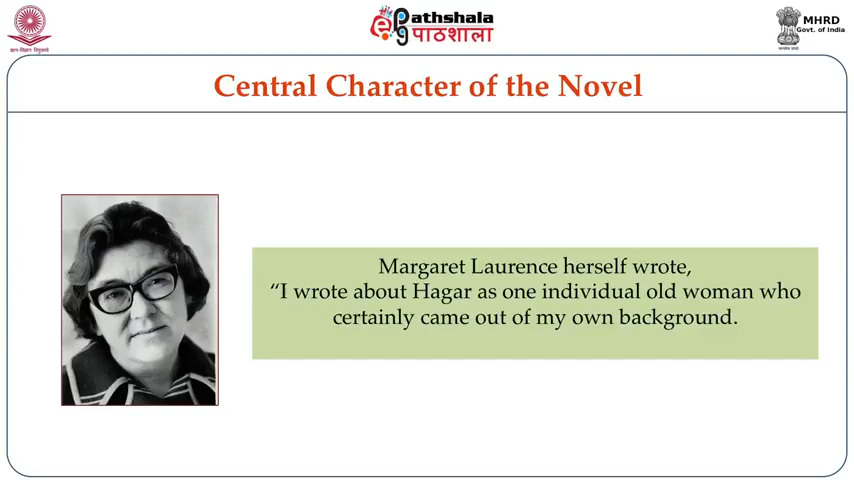 ePathshala
पाठशाला
MHRD
Govt. of India
Central Character of the Novel
Margaret Laurence herself wrote,
“I wrote about Hagar as one individual old woman who
certainly came out of my own background.